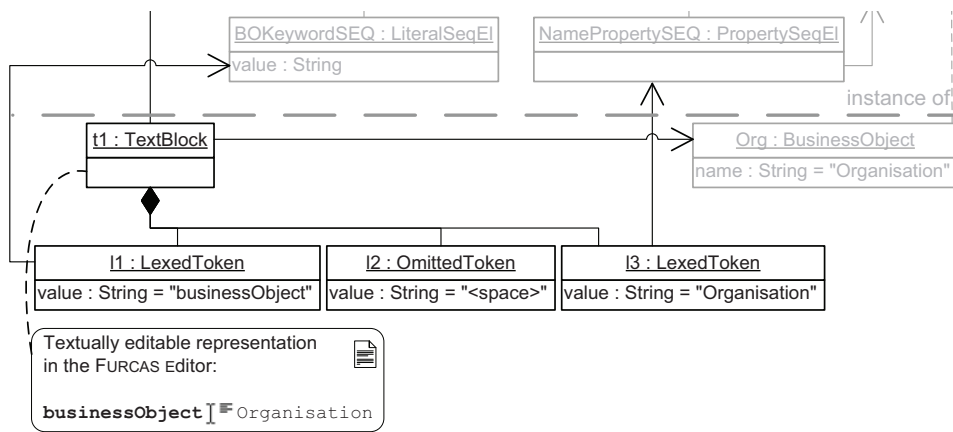 BOKeywordSEQ : LiteralSeqEl
value : String
NamePropertySEQ : PropertySeqEl
instance of
t1 : TextBlock
Org : BusinessObject
name : String = "Organisation"
l1 : LexedToken
value : String = "businessObject"
l2 : OmittedToken
value : String = "<space>"
l3 : LexedToken
value : String = "Organisation"
Textually editable representation
in the FURCAS Editor:
businessObject Organisation